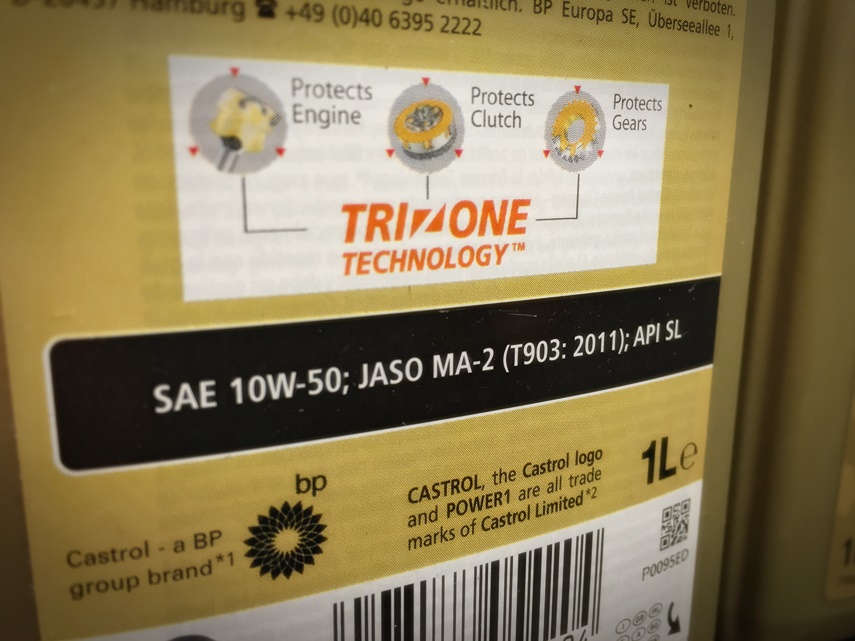 Hamburg ☎ +49 (0)40 6395 2222
BP Europa SE, Überseeallee 1,
verboten.
Protects
Engine
Protects
Clutch
Protects
Gears
TRIZONE
TECHNOLOGY™
SAE 10W-50; JASO MA-2 (T903: 2011); API SL
bp
Castrol - a BP
group brand*1
CASTROL, the Castrol logo
and POWER1 are all trade
marks of Castrol Limited*2
1L e
P0095ED